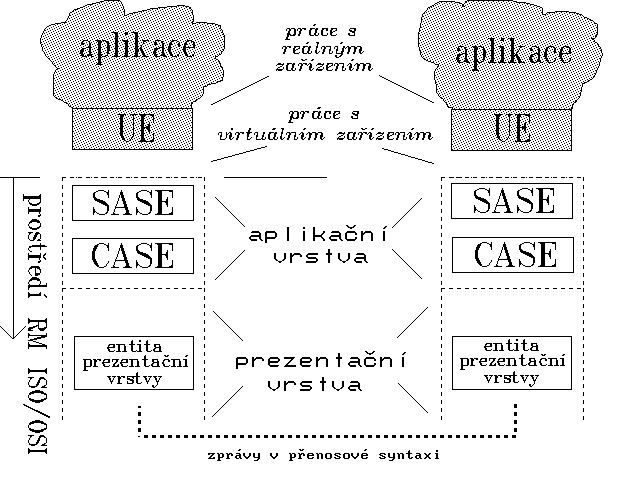 aplikace
UE
práce s
reálným
zařízením
aplikace
UE
práce s
virtuálním zařízením
prostředí RM ISO/OSI
SASE
CASE
aplikační
vrstva
SASE
CASE
entita
prezentační
vrstvy
prezentační
vrstva
entita
prezentační
vrstvy
zprávy v přenosové syntaxi